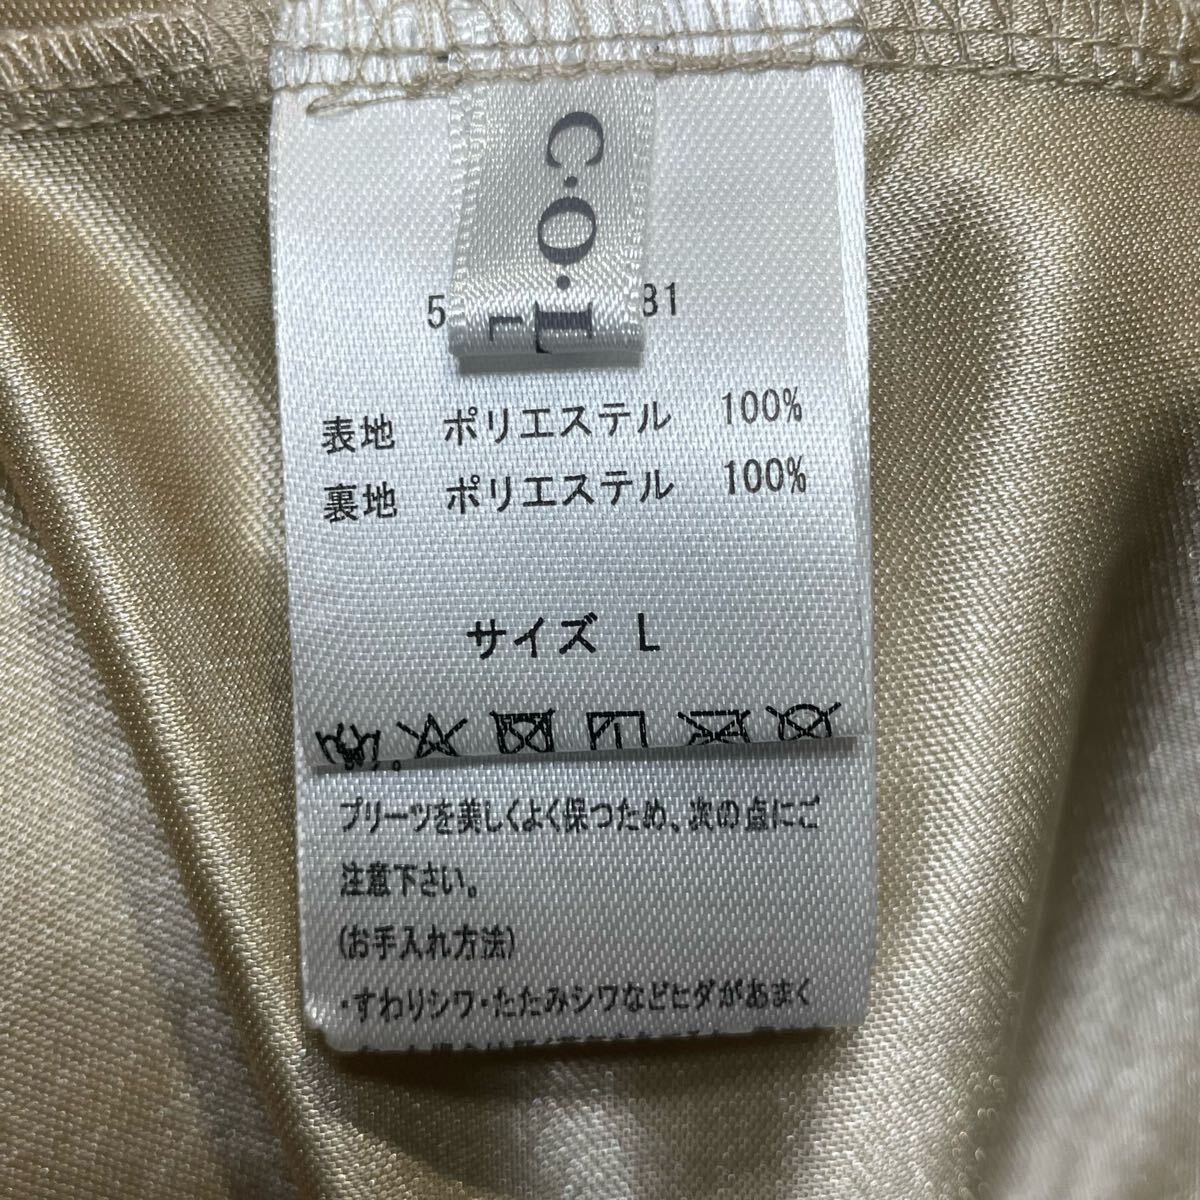 C・O・L
L
5 31
表地 ポリエステル 100%
裏地 ポリエステル 100%
サイズ L
プリーツを美しくよく保つため、次の点にご
注意下さい。
(お手入れ方法)
・すわりシワ・たたみシワなどヒダがあまく